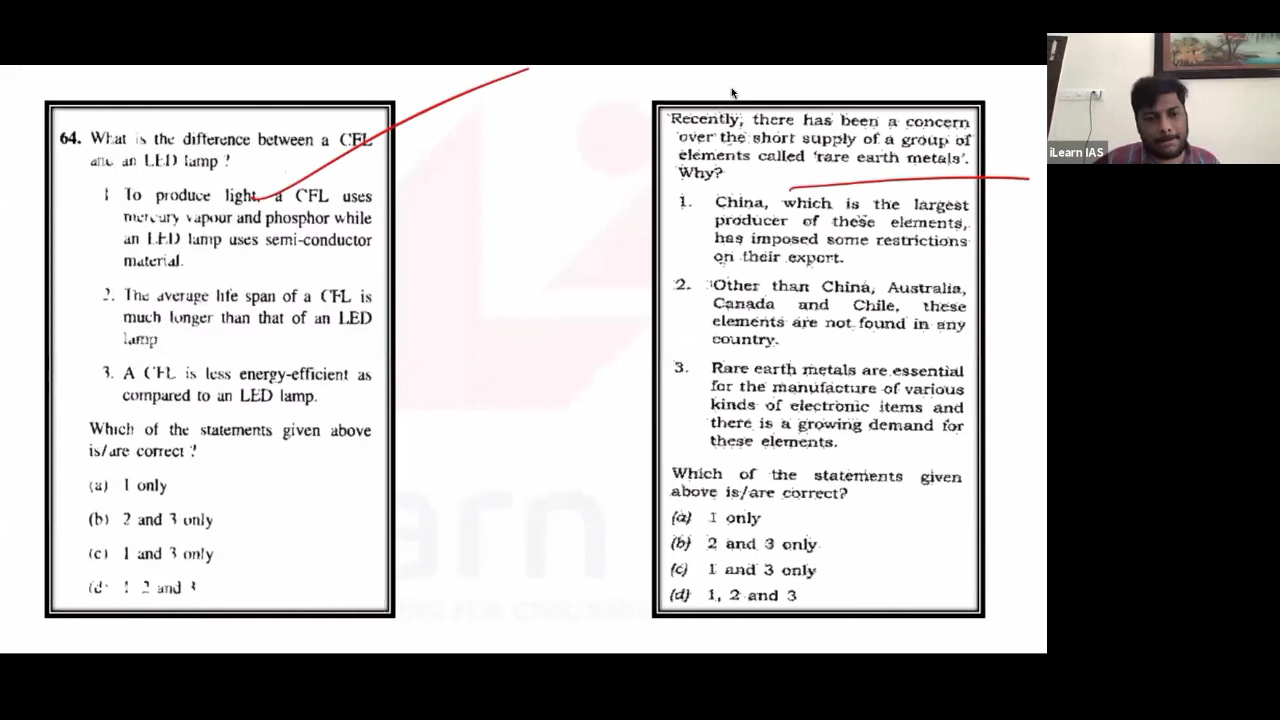 64. What is the difference between a CFL
and an LED lamp ?
1 To produce light, a CFL uses
mercury vapour and phosphor while
an LED lamp uses semi-conductor
material.
2. The average life span of a CFL is
much longer than that of an LED
lamp
3. A CFL is less energy-efficient as
compared to an LED lamp.
Which of the statements given above
is/are correct ?
(a) 1 only
(b) 2 and 3 only
(c) 1 and 3 only
(d) 1 2 and 3
Recently, there has been a concern
over the short supply of a group of
elements called 'rare earth metals'.
Why?
1. China, which is the largest
producer of these elements,
has imposed some restrictions
on their export.
2. Other than China, Australia,
Canada and Chile, these
elements are not found in any
country.
3. Rare earth metals are essential
for the manufacture of various
kinds of electronic items and
there is a growing demand for
these elements.
Which of the statements given
above is/are correct?
(a) 1 only
(b) 2 and 3 only
(c) 1 and 3 only
(d) 1, 2 and 3
iLearn IAS
arn
FOR CIVIL